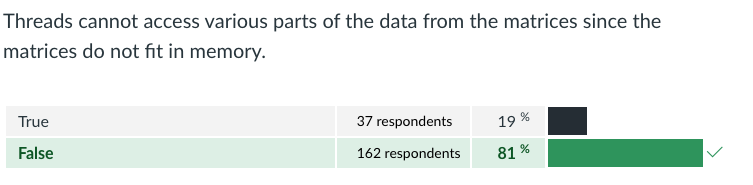 Threads cannot access various parts of the data from the matrices since the
matrices do not fit in memory.
True 37 respondents 19 %
False 162 respondents 81 %